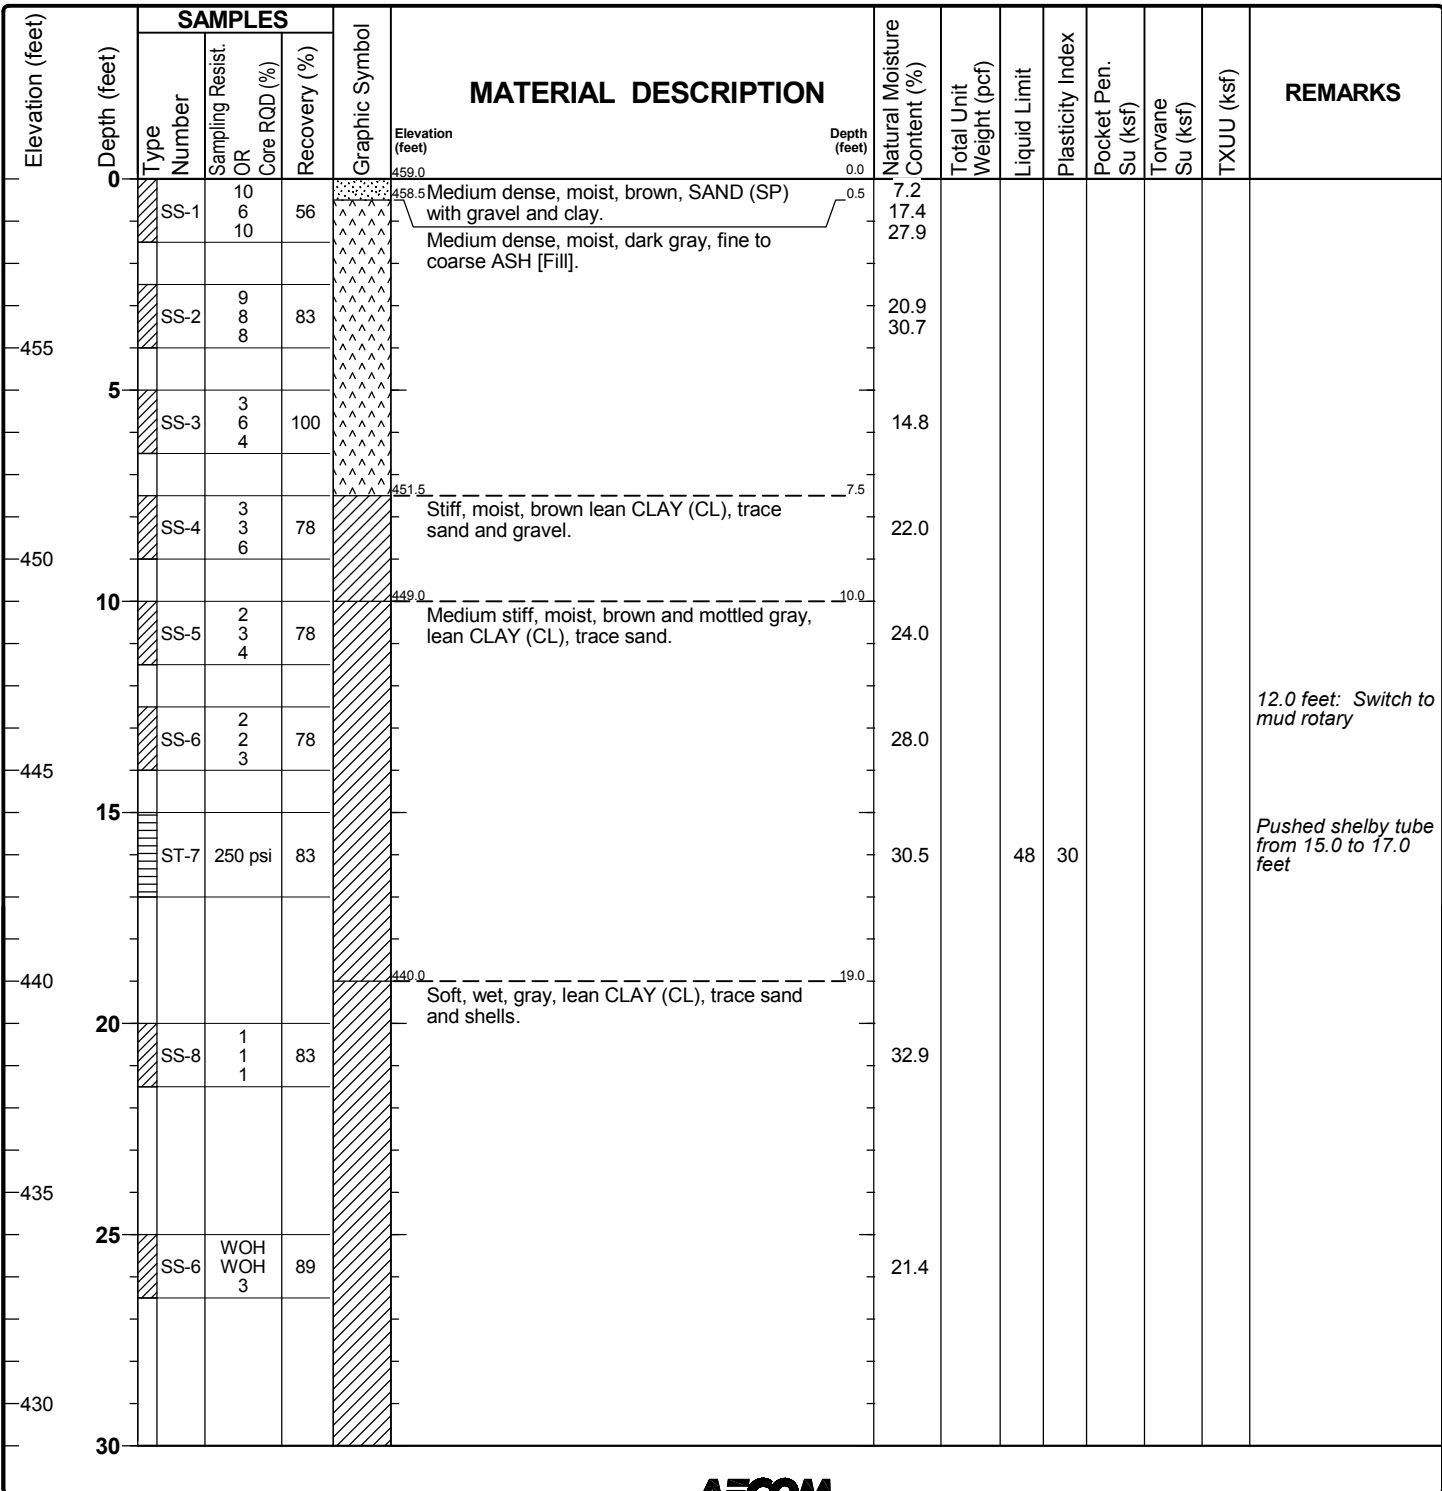 Elevation (feet)
Depth (feet)
SAMPLES
Type
Number
Sampling Resist.
OR
Core RQD (%)
Recovery (%)
Graphic Symbol
MATERIAL DESCRIPTION
Elevation
(feet)
Depth
(feet)
Natural Moisture
Content (%)
Total Unit
Weight (pcf)
Liquid Limit
Plasticity Index
Pocket Pen.
Su (ksf)
Torvane
Su (ksf)
TXUU (ksf)
REMARKS
0
459.0
0.0
SS-1
10
6
10
56
458.5
Medium dense, moist, brown, SAND (SP)
with gravel and clay.
0.5
7.2
17.4
27.9
Medium dense, moist, dark gray, fine to
coarse ASH [Fill].
SS-2
9
8
8
83
20.9
30.7
455
5
SS-3
3
6
4
100
14.8
451.5
7.5
SS-4
3
3
6
78
Stiff, moist, brown lean CLAY (CL), trace
sand and gravel.
22.0
450
10
449.0
10.0
SS-5
2
3
4
78
Medium stiff, moist, brown and mottled gray,
lean CLAY (CL), trace sand.
24.0
12.0 feet: Switch to
mud rotary
SS-6
2
2
3
78
28.0
445
15
ST-7
250 psi
83
30.5
48
30
Pushed shelby tube
from 15.0 to 17.0
feet
440
440.0
19.0
Soft, wet, gray, lean CLAY (CL), trace sand
and shells.
20
SS-8
1
1
1
83
32.9
435
25
SS-6
WOH
WOH
3
89
21.4
430
30
AECOM